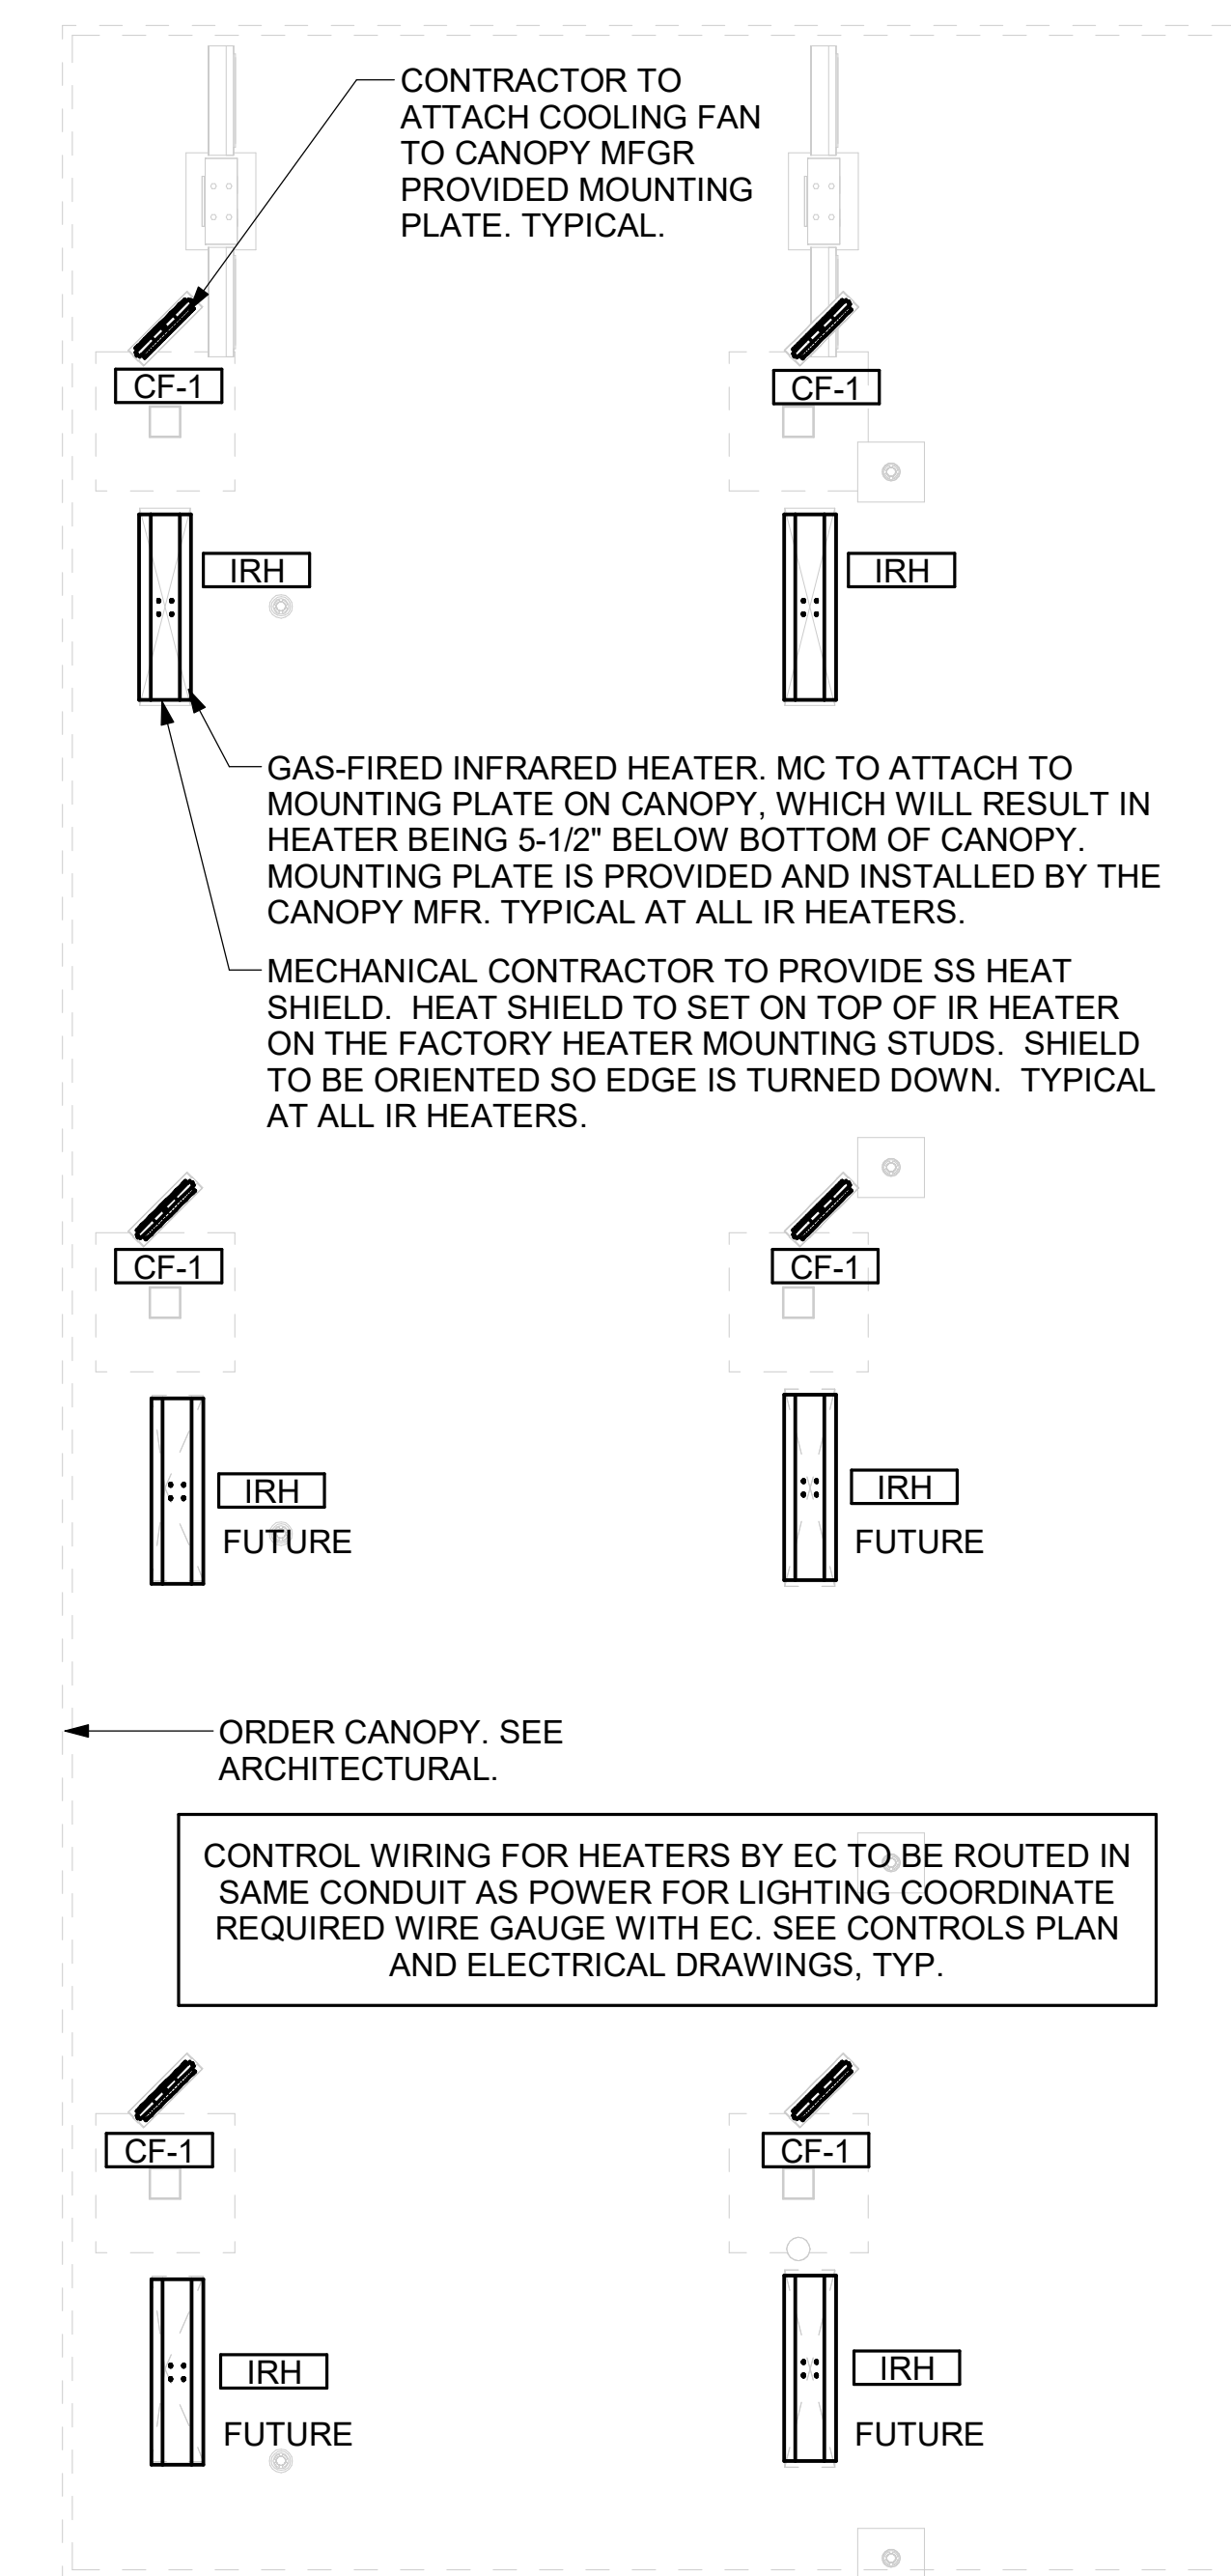 CONTRACTOR TO
ATTACH COOLING FAN
TO CANOPY MFGR
PROVIDED MOUNTING
PLATE. TYPICAL.
CF-1
CF-1
IRH
IRH
GAS-FIRED INFRARED HEATER. MC TO ATTACH TO
MOUNTING PLATE ON CANOPY, WHICH WILL RESULT IN
HEATER BEING 5-1/2" BELOW BOTTOM OF CANOPY.
MOUNTING PLATE IS PROVIDED AND INSTALLED BY THE
CANOPY MFR. TYPICAL AT ALL IR HEATERS.
MECHANICAL CONTRACTOR TO PROVIDE SS HEAT
SHIELD.  HEAT SHIELD TO SET ON TOP OF IR HEATER
ON THE FACTORY HEATER MOUNTING STUDS.  SHIELD
TO BE ORIENTED SO EDGE IS TURNED DOWN.  TYPICAL
AT ALL IR HEATERS.
CF-1
CF-1
IRH
IRH
FUTURE
FUTURE
ORDER CANOPY. SEE
ARCHITECTURAL.
CONTROL WIRING FOR HEATERS BY EC TO BE ROUTED IN
SAME CONDUIT AS POWER FOR LIGHTING COORDINATE
REQUIRED WIRE GAUGE WITH EC. SEE CONTROLS PLAN
AND ELECTRICAL DRAWINGS, TYP.
CF-1
CF-1
IRH
IRH
FUTURE
FUTURE